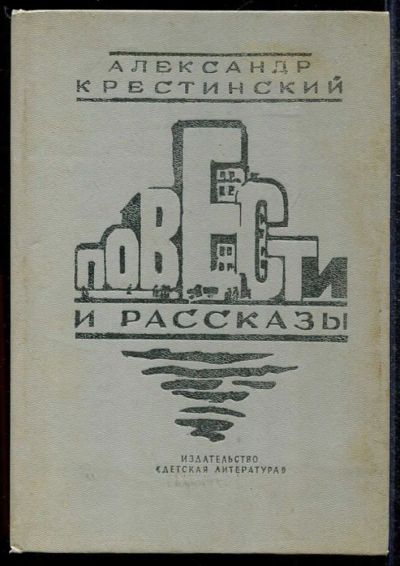 АЛЕКСАНДР
КРЕСТИНСКИЙ
ПОВЕСТИ
И РАССКАЗЫ
ИЗДАТЕЛЬСТВО
«ДЕТСКАЯ ЛИТЕРАТУРА»